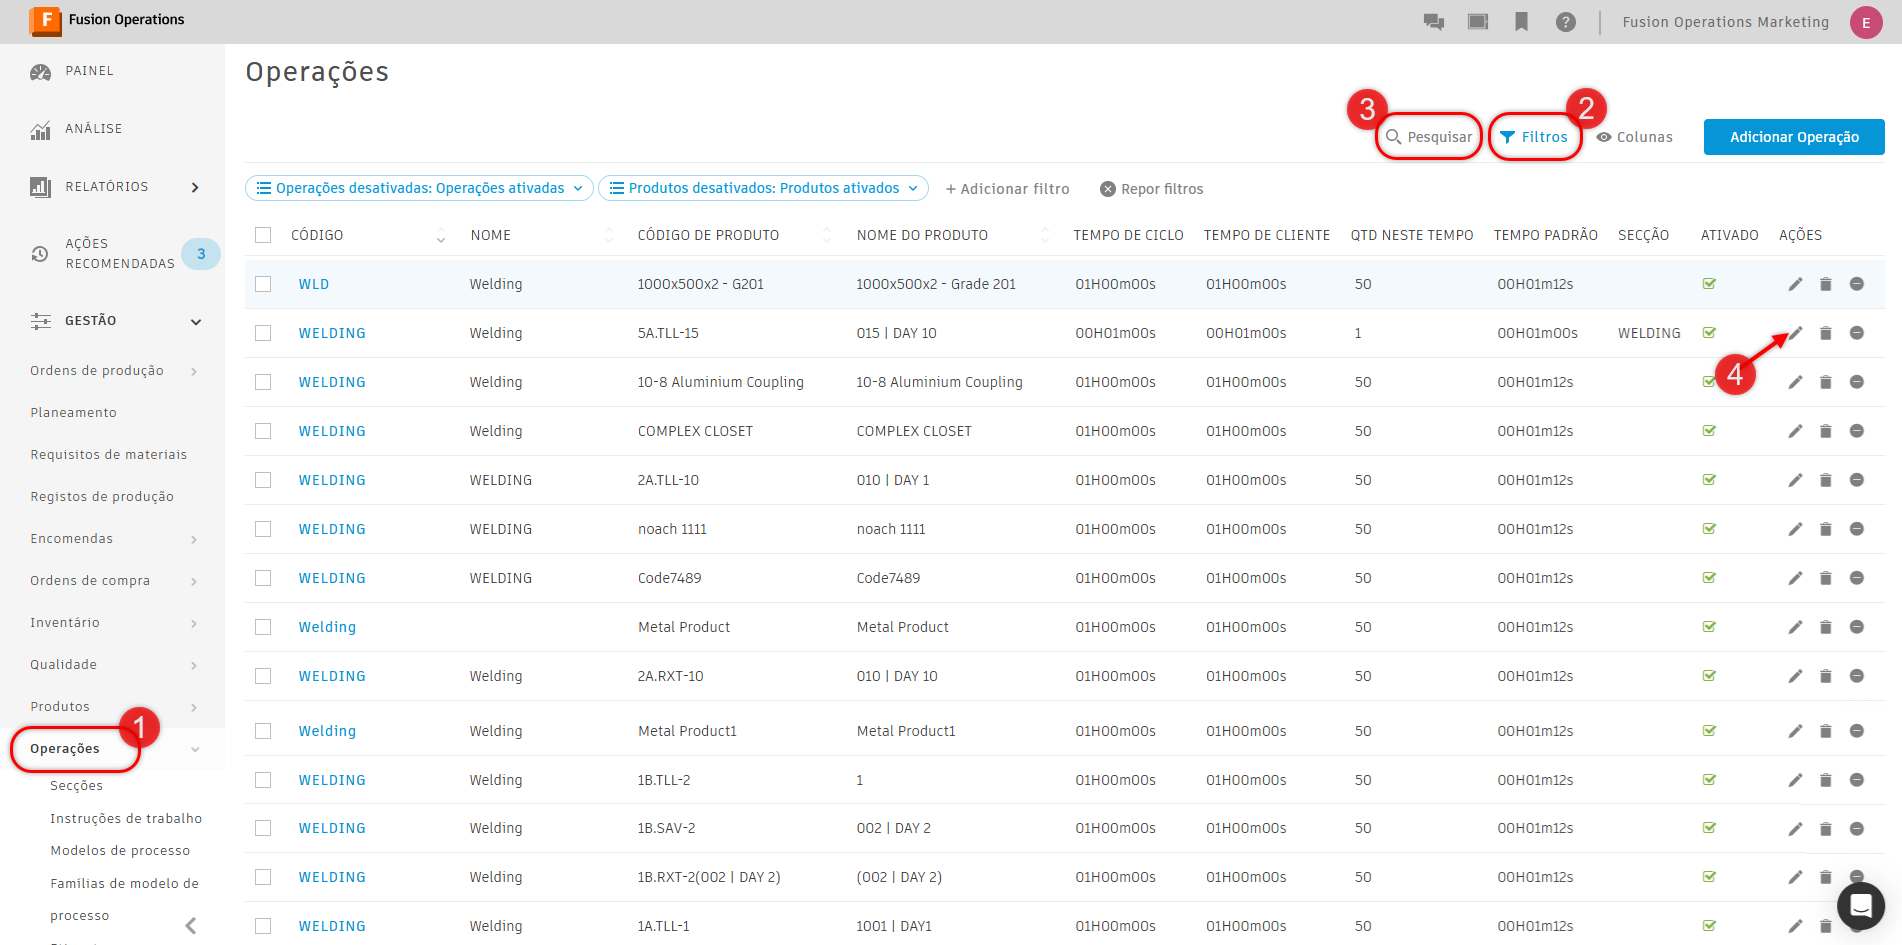 F Fusion Operations
Fusion Operations Marketing E
PAINEL
ANÁLISE
RELATÓRIOS
AÇÕES
RECOMENDADAS 3
GESTÃO
Ordens de produção
Planeamento
Requisitos de materiais
Registos de produção
Encomendas
Ordens de compra
Inventário
Qualidade
Produtos
Operações 1
Secções
Instruções de trabalho
Modelos de processo
Famílias de modelo de
processo
Operações
3 Pesquisar 2 Filtros Colunas Adicionar Operação
Operações desativadas: Operações ativadas Produtos desativados: Produtos ativados + Adicionar filtro Repor filtros
CÓDIGO NOME CÓDIGO DE PRODUTO NOME DO PRODUTO TEMPO DE CICLO TEMPO DE CLIENTE QTD NESTE TEMPO TEMPO PADRÃO SECÇÃO ATIVADO AÇÕES
WLD Welding 1000x500x2 - G201 1000x500x2 - Grade 201 01H00m00s 01H00m00s 50 00H01m12s
WELDING Welding 5A.TLL-15 015 | DAY 10 00H01m00s 00H01m00s 1 00H01m00s WELDING
4
WELDING Welding 10-8 Aluminium Coupling 10-8 Aluminium Coupling 01H00m00s 01H00m00s 50 00H01m12s
WELDING Welding COMPLEX CLOSET COMPLEX CLOSET 01H00m00s 01H00m00s 50 00H01m12s
WELDING WELDING 2A.TLL-10 010 | DAY 1 01H00m00s 01H00m00s 50 00H01m12s
WELDING WELDING noach 1111 noach 1111 01H00m00s 01H00m00s 50 00H01m12s
WELDING WELDING Code7489 Code7489 01H00m00s 01H00m00s 50 00H01m12s
Welding Metal Product Metal Product 01H00m00s 01H00m00s 50 00H01m12s
WELDING Welding 2A.RXT-10 010 | DAY 10 01H00m00s 01H00m00s 50 00H01m12s
Welding Welding Metal Product1 Metal Product1 01H00m00s 01H00m00s 50 00H01m12s
WELDING Welding 1B.TLL-2 1 01H00m00s 01H00m00s 50 00H01m12s
WELDING Welding 1B.SAV-2 002 | DAY 2 01H00m00s 01H00m00s 50 00H01m12s
WELDING Welding 1B.RXT-2(002 | DAY 2) (002 | DAY 2) 01H00m00s 01H00m00s 50 00H01m12s
WELDING Welding 1A.TLL-1 1001 | DAY1 01H00m00s 01H00m00s 50 00H01m12s